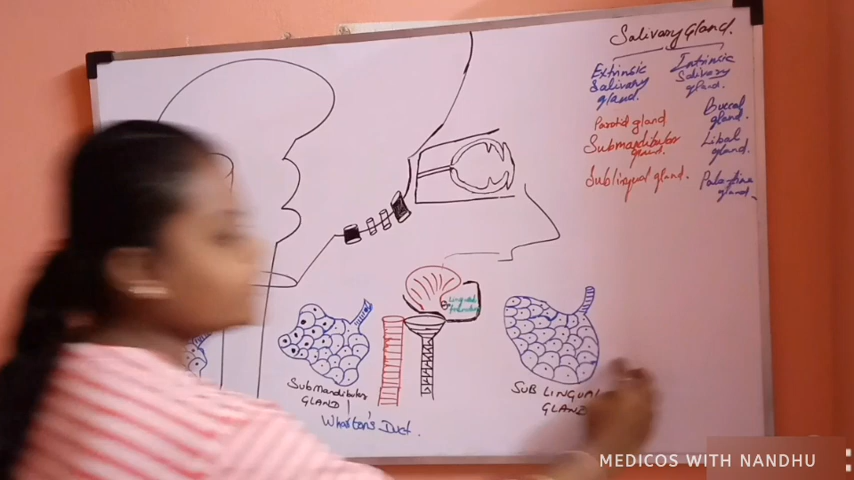 Salivary Gland.
Extrinsic
Salivary
gland.
Intrinsic
Salivary
gland.
Parotid gland
Submandibular
gland.
Sublingual gland.
Buccal
gland.
Libal
gland.
Palatine
gland.
Submandibular
GLAND
Wharton's Duct.
SUB LINGUAL
GLAND
MEDICOS WITH NANDHU